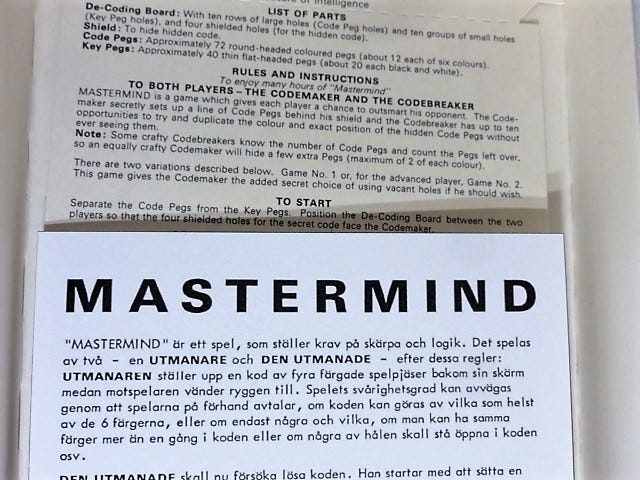 of Intelligence
LIST OF PARTS
De-Coding Board: With ten rows of large holes (Code Peg holes) and ten groups of small holes
(Key Peg holes), and four shielded holes (for the hidden code).
Shield: To hide hidden code.
Code Pegs: Approximately 72 round-headed coloured pegs (about 12 each of six colours).
Key Pegs: Approximately 40 thin flat-headed pegs (about 20 each black and white).
RULES AND INSTRUCTIONS
To enjoy many hours of "Mastermind"
TO BOTH PLAYERS – THE CODEMAKER AND THE CODEBREAKER
MASTERMIND is a game which gives each player a chance to outsmart his opponent. The Code-
maker secretly sets up a line of Code Pegs behind his shield and the Codebreaker has up to ten
opportunities to try and duplicate the colour and exact position of the hidden Code Pegs without
ever seeing them.
Note: Some crafty Codebreakers know the number of Code Pegs and count the Pegs left over,
so an equally crafty Codemaker will hide a few extra Pegs (maximum of 2 of each colour).
There are two variations described below. Game No. 1 or, for the advanced player, Game No. 2.
This game gives the Codemaker the added secret choice of using vacant holes if he should wish.
TO START
Separate the Code Pegs from the Key Pegs. Position the De-Coding Board between the two
players so that the four shielded holes for the secret code face the Codemaker.
MASTERMIND
"MASTERMIND" är ett spel, som ställer krav på skärpa och logik. Det spelas
av två – en UTMANARE och DEN UTMANADE – efter dessa regler:
UTMANAREN ställer upp en kod av fyra färgade spelpjäser bakom sin skärm
medan motspelaren vänder ryggen till. Spelets svårighetsgrad kan avvägas
genom att spelarna på förhand avtalar, om koden kan göras av vilka som helst
av de 6 färgerna, eller om endast några och vilka, om man kan ha samma
färger mer än en gång i koden eller om några av hålen skall stå öppna i koden
osv.
DEN UTMANADE skall nu försöka lösa koden. Han startar med att sätta en